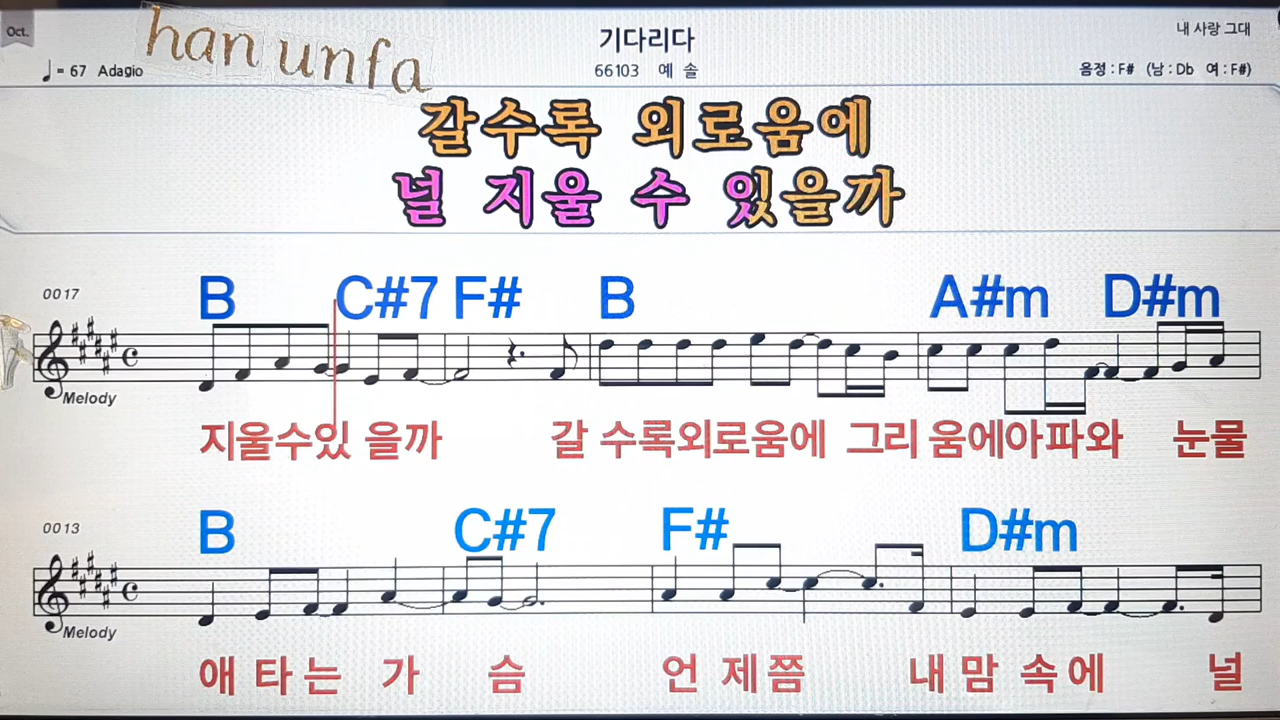 Oct.
han unfa
기다리다
내 사랑 그대
♩= 67 Adagio
66103 예 솔
음정 : F# (남 : Db 여 : F#)
갈수록 외로움에
널 지울 수 있을까
0017
B C#7 F# B A#m D#m
Melody
지울수있 을까 갈 수록외로움에 그리 움에아파와 눈물
0013
B C#7 F# D#m
Melody
애 타 는 가 슴 언 제 쯤 내 맘 속 에 널